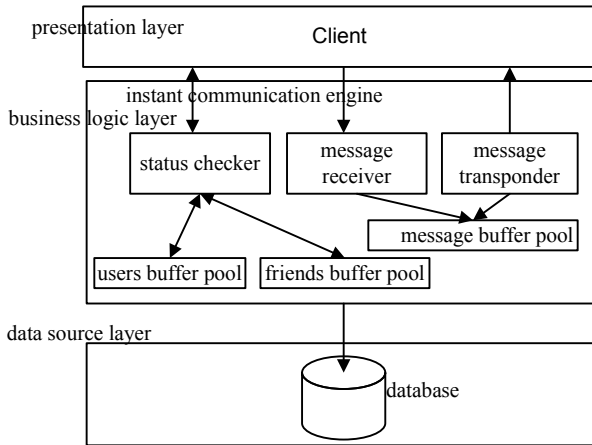 presentation layer
Client
instant communication engine
business logic layer
status checker
message
receiver
message
transponder
message buffer pool
users buffer pool
friends buffer pool
data source layer
database